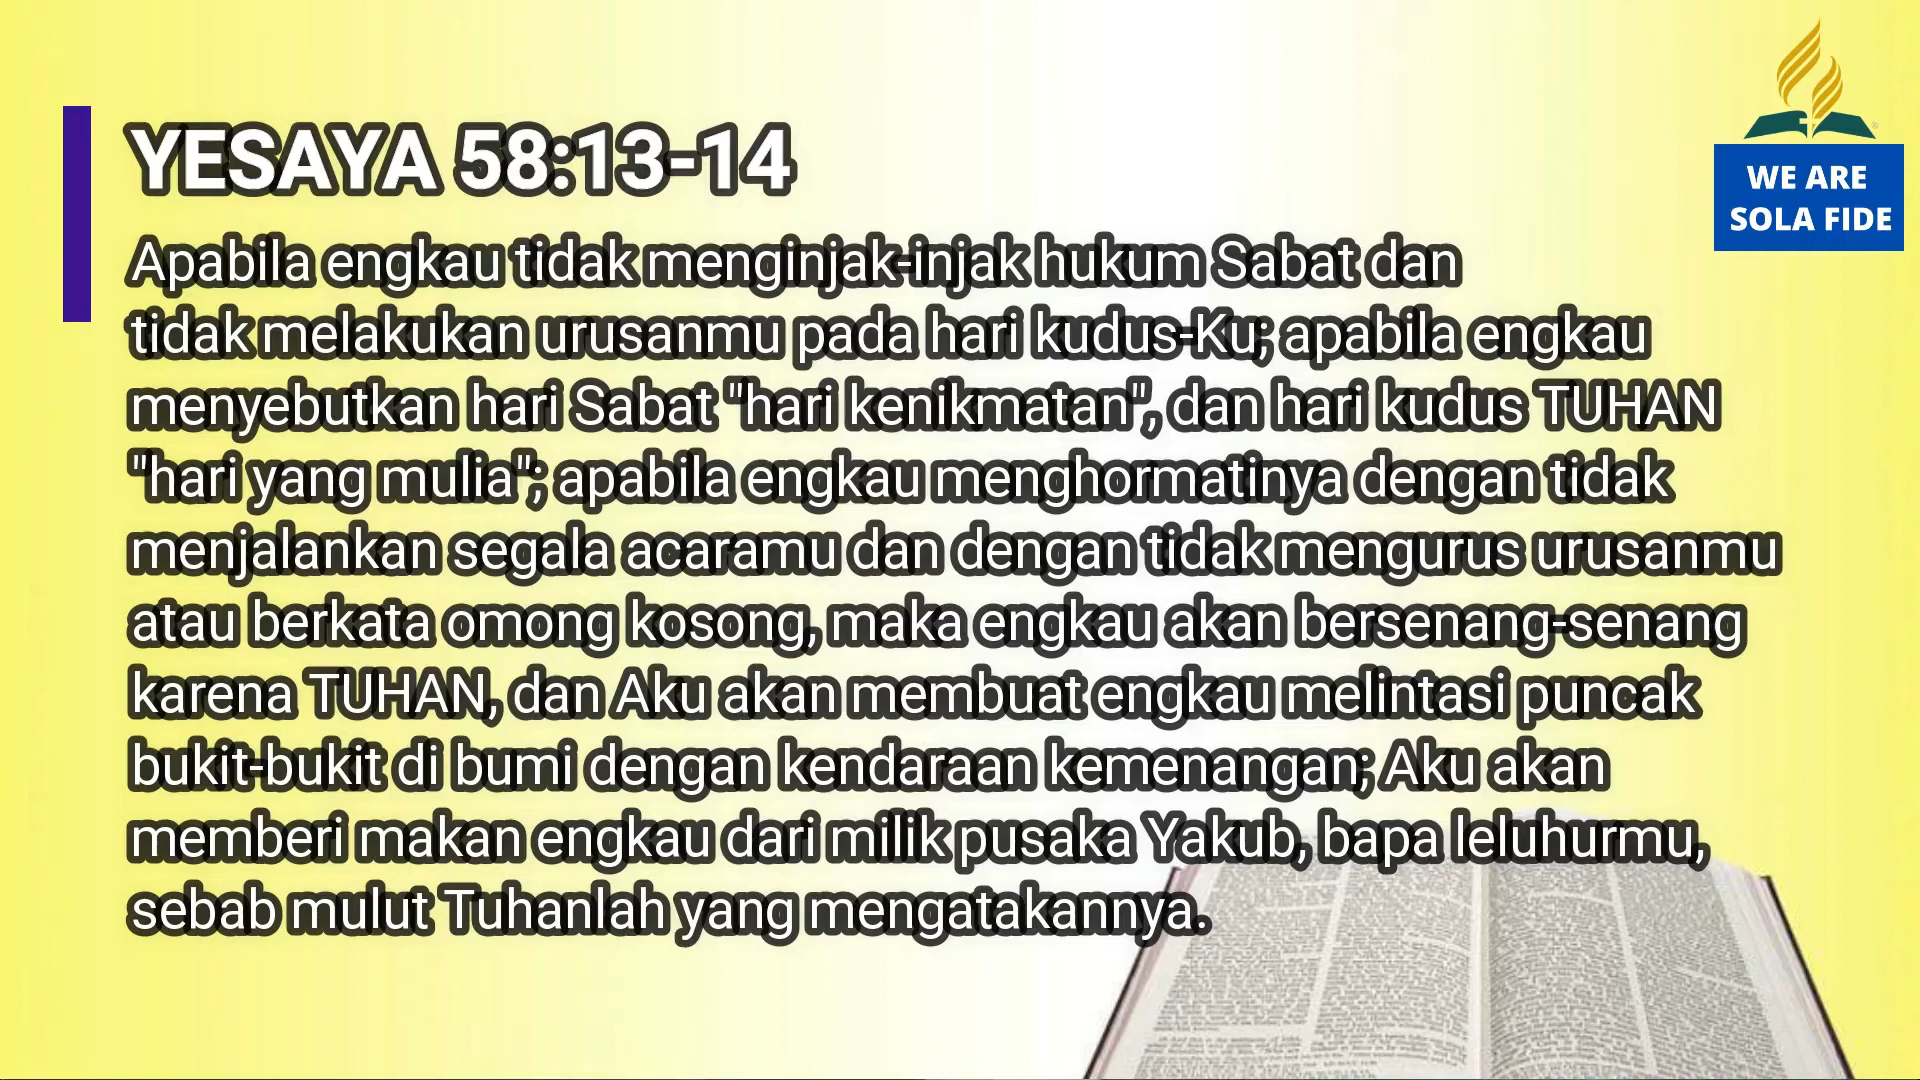 YESAYA 58:13-14
Apabila engkau tidak menginjak-injak hukum Sabat dan
tidak melakukan urusanmu pada hari kudus-Ku; apabila engkau
menyebutkan hari Sabat "hari kenikmatan", dan hari kudus TUHAN
"hari yang mulia"; apabila engkau menghormatinya dengan tidak
menjalankan segala acaramu dan dengan tidak mengurus urusanmu
atau berkata omong kosong, maka engkau akan bersenang-senang
karena TUHAN, dan Aku akan membuat engkau melintasi puncak
bukit-bukit di bumi dengan kendaraan kemenangan; Aku akan
memberi makan engkau dari milik pusaka Yakub, bapa leluhurmu,
sebab mulut Tuhanlah yang mengatakannya.
WE ARE
SOLA FIDE